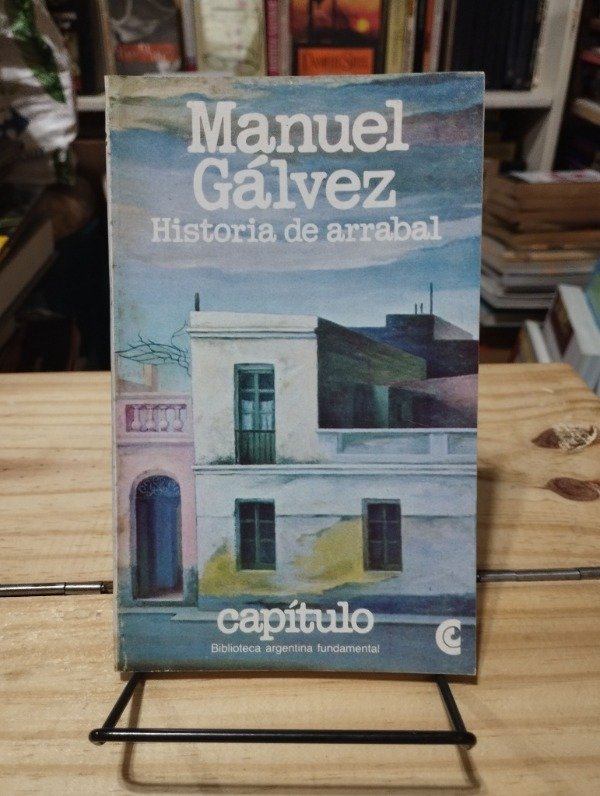 Manuel
Gálvez
Historia de arrabal
capítulo
Biblioteca argentina fundamental